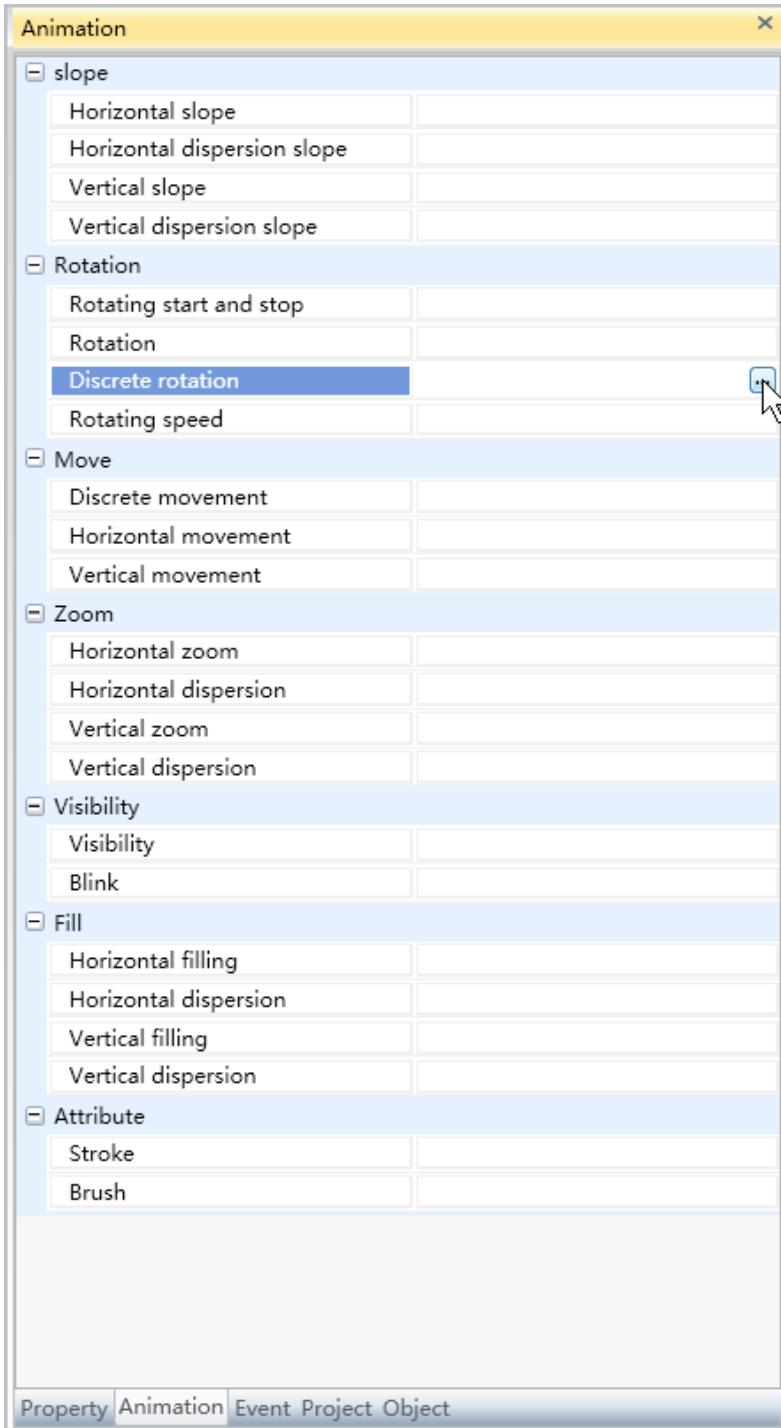 Animation
slope
Horizontal slope
Horizontal dispersion slope
Vertical slope
Vertical dispersion slope
Rotation
Rotating start and stop
Rotation
Discrete rotation
Rotating speed
Move
Discrete movement
Horizontal movement
Vertical movement
Zoom
Horizontal zoom
Horizontal dispersion
Vertical zoom
Vertical dispersion
Visibility
Visibility
Blink
Fill
Horizontal filling
Horizontal dispersion
Vertical filling
Vertical dispersion
Attribute
Stroke
Brush
Property Animation Event Project Object